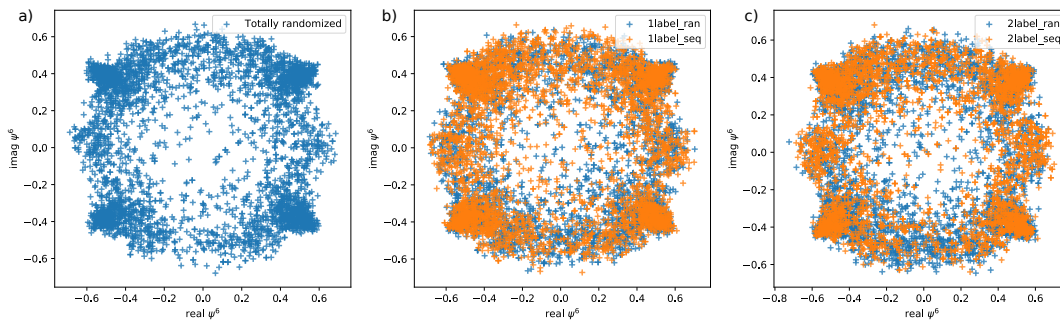 a)
Totally randomized
0.6
0.4
0.2
0.0
−0.2
−0.4
−0.6
imag ψ⁶
−0.6 −0.4 −0.2 0.0 0.2 0.4 0.6
real ψ⁶
b)
1label_ran
1label_seq
0.6
0.4
0.2
0.0
−0.2
−0.4
−0.6
imag ψ⁶
−0.6 −0.4 −0.2 0.0 0.2 0.4 0.6
real ψ⁶
c)
2label_ran
2label_seq
0.6
0.4
0.2
0.0
−0.2
−0.4
−0.6
imag ψ⁶
−0.8 −0.6 −0.4 −0.2 0.0 0.2 0.4 0.6
real ψ⁶